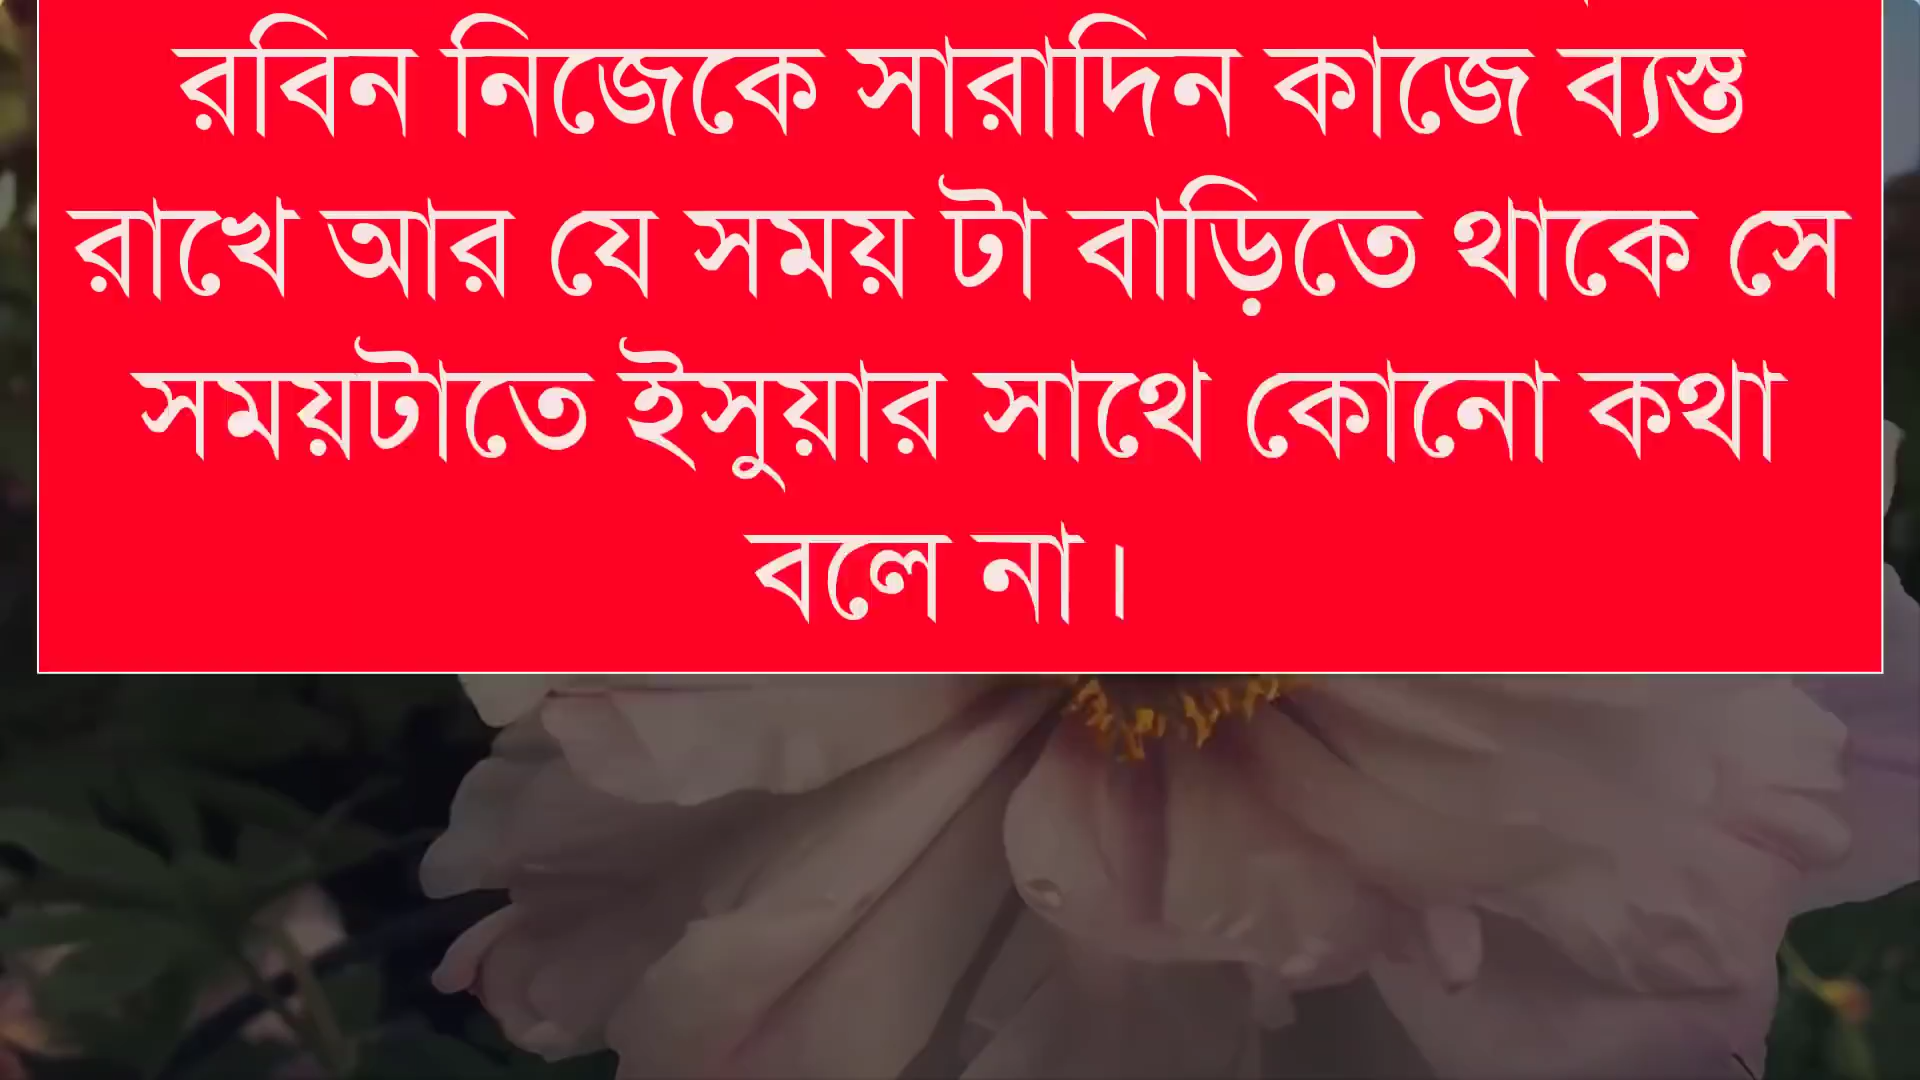 রবিন নিজেকে সারাদিন কাজে ব্যস্ত
রাখে আর যে সময় টা বাড়িতে থাকে সে
সময়টাতে ইসুয়ার সাথে কোনো কথা
বলে না।